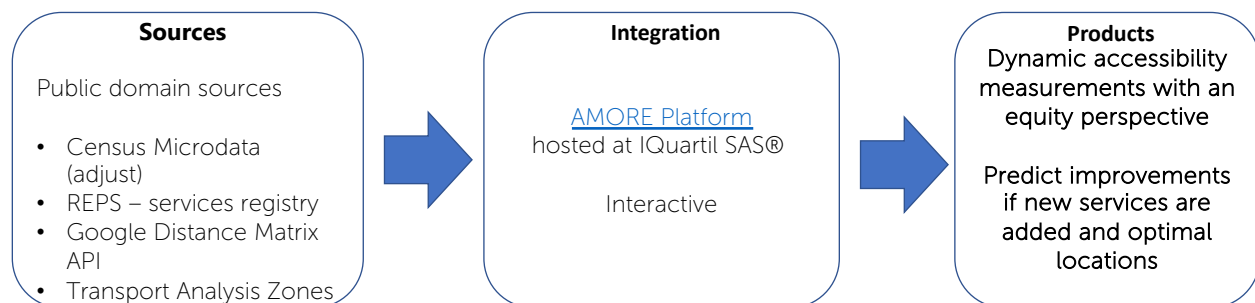 Sources
Public domain sources
• Census Microdata
(adjust)
• REPS – services registry
• Google Distance Matrix
API
• Transport Analysis Zones
Integration
AMORE Platform
hosted at IQuartil SAS®
Interactive
Products
Dynamic accessibility
measurements with an
equity perspective
Predict improvements
if new services are
added and optimal
locations